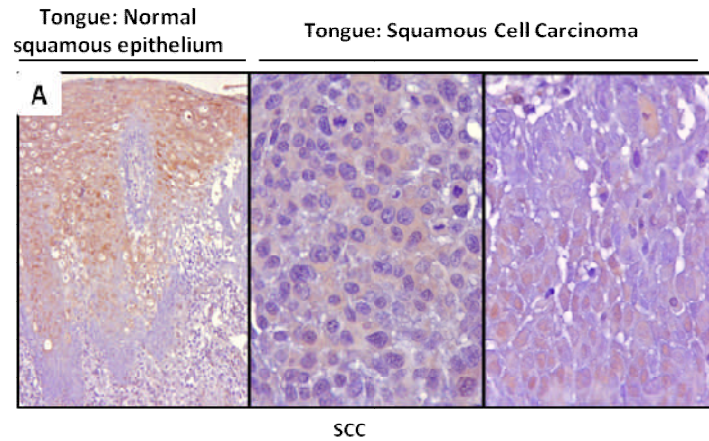 Tongue: Normal
squamous epithelium
Tongue: Squamous Cell Carcinoma
A
SCC